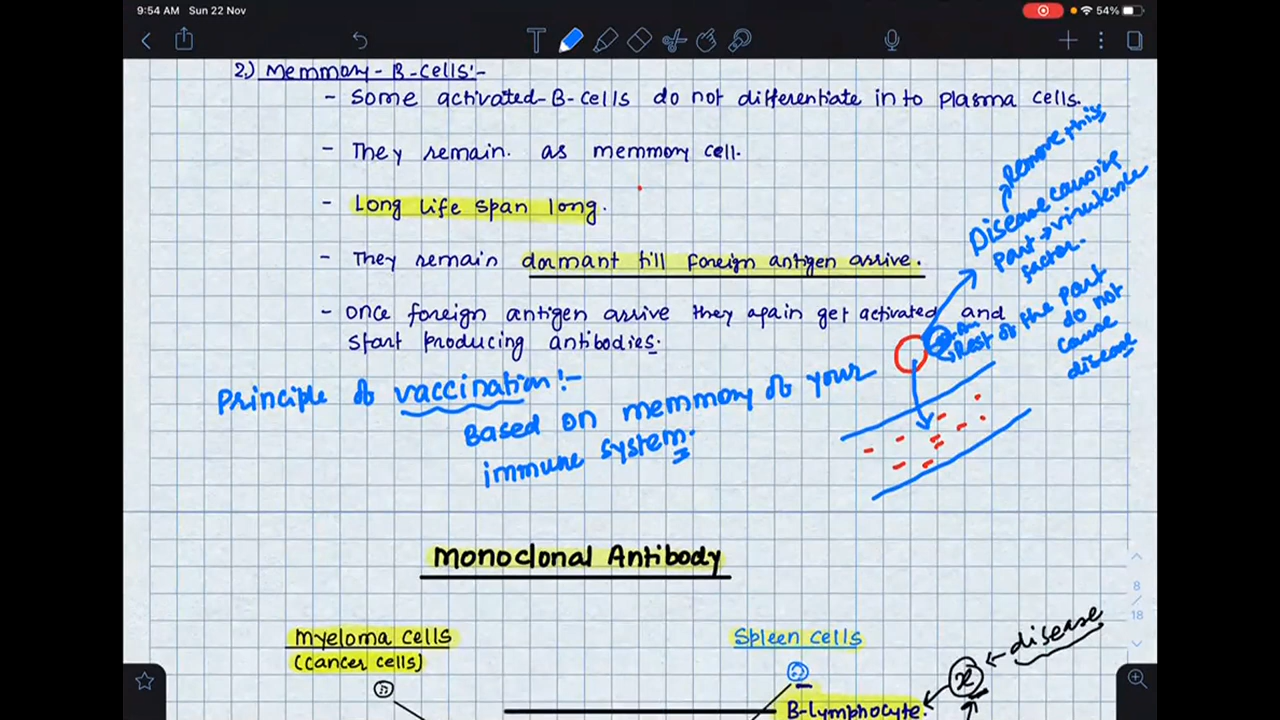 9:54 AM Sun 22 Nov
54%
2.) Memmory-B-cells:-
- Some activated-B-cells do not differentiate in to plasma cells.
- They remain. as memmory cell.
- Long life span long.
- They remain dormant till foreign antigen arrive.
- Once foreign antigen arrive they again get activated and
start producing antibodies.
Remove this
Disease causing
Part → virulence
factor.
Rest of the part
do not
cause
disease
Principle of vaccination:-
Based on memmory of your
immune system.
Monoclonal Antibody
Myeloma cells
(cancer cells)
Spleen cells
disease
x
B-lymphocyte.
8
/
18